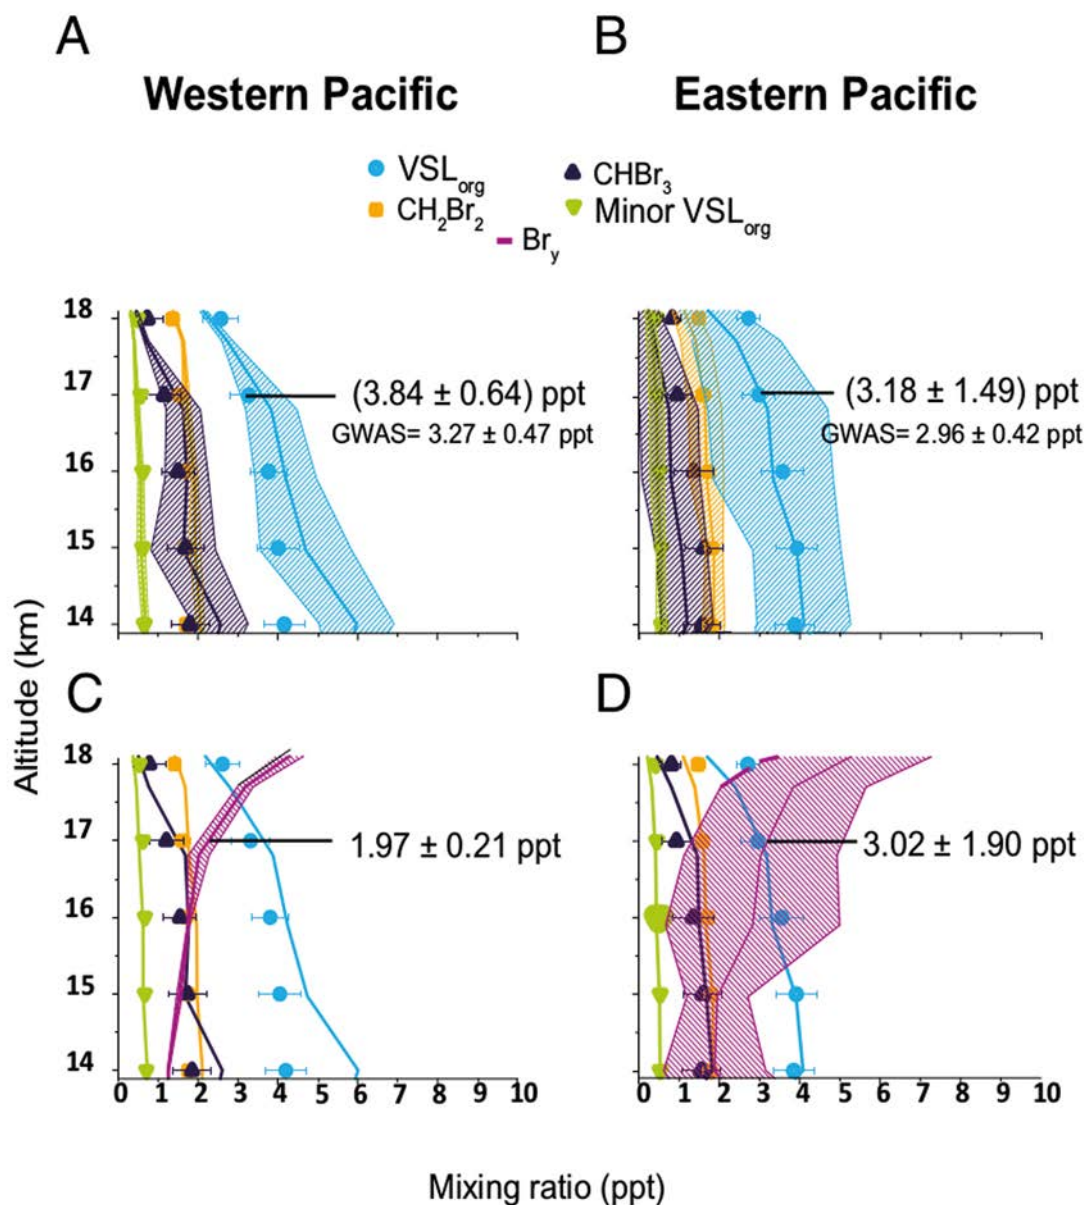 A
B
Western Pacific
Eastern Pacific
VSLorg
CHBr3
CH2Br2
Minor VSLorg
Bry
18
17
16
15
14
(3.84 ± 0.64) ppt
GWAS= 3.27 ± 0.47 ppt
(3.18 ± 1.49) ppt
GWAS= 2.96 ± 0.42 ppt
Altitude (km)
C
D
18
17
16
15
14
1.97 ± 0.21 ppt
3.02 ± 1.90 ppt
0 1 2 3 4 5 6 7 8 10
0 1 2 3 4 5 6 7 8 10
Mixing ratio (ppt)